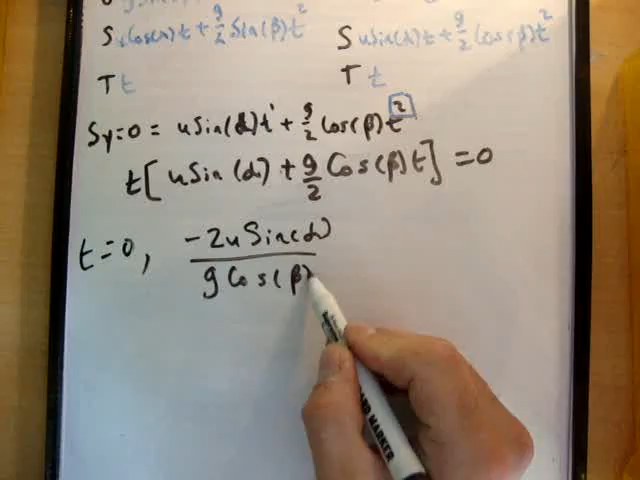 S uCos(α)t + g/2 Sin(β)t²
S uSin(α)t + g/2 Cos(β)t²
T t
T t
Sy=0 = uSin(α)t' + g/2 Cos(β)t²
t[uSin(α) + g/2 Cos(β)t] = 0
t=0, -2uSin(α)/gCos(β)
MARKER